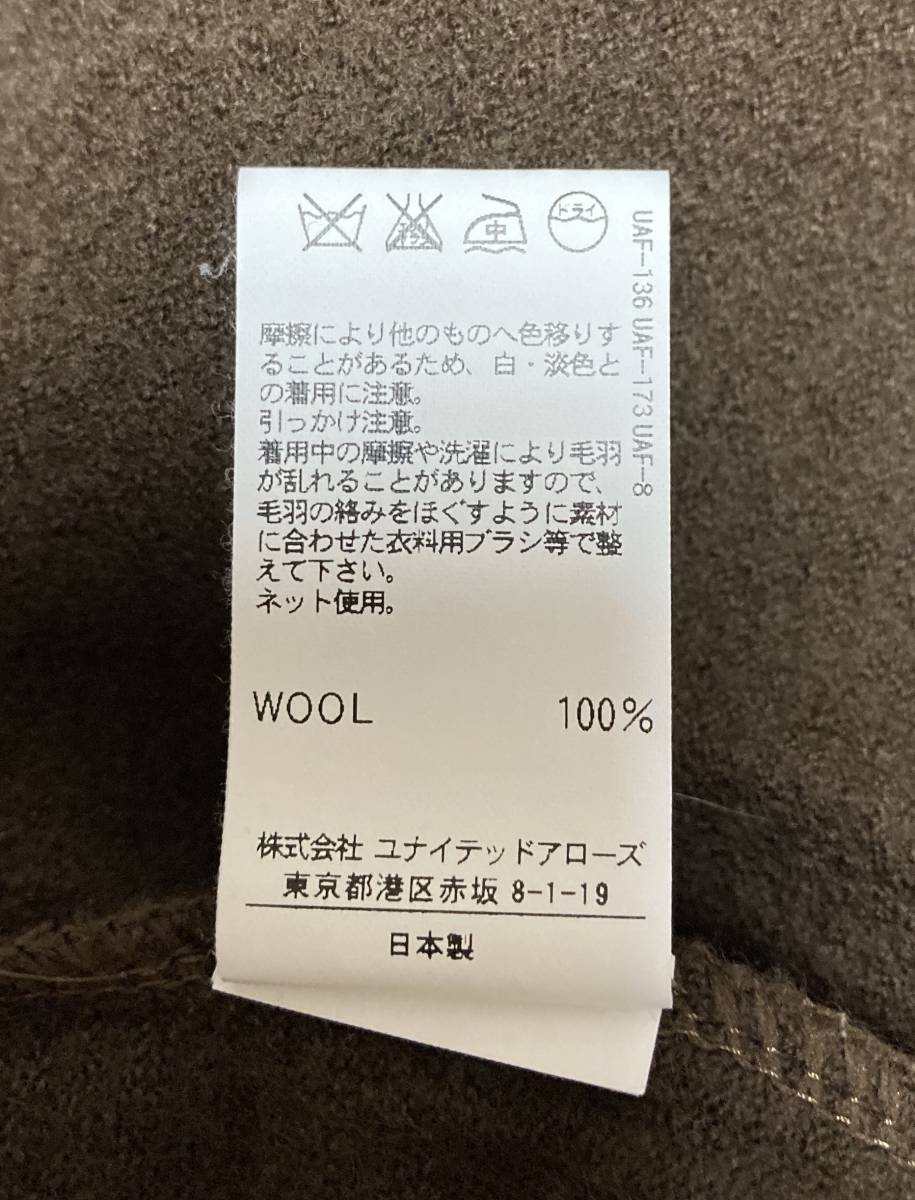 エンソ
中
ドライ
UAF-136 UAF-173 UAF-8
摩擦により他のものへ色移りす
ることがあるため、白・淡色と
の着用に注意。
引っかけ注意。
着用中の摩擦や洗濯により毛羽
が乱れることがありますので、
毛羽の絡みをほぐすように素材
に合わせた衣料用ブラシ等で整
えて下さい。
ネット使用。
WOOL 100%
株式会社 ユナイテッドアローズ
東京都港区赤坂 8-1-19
日本製